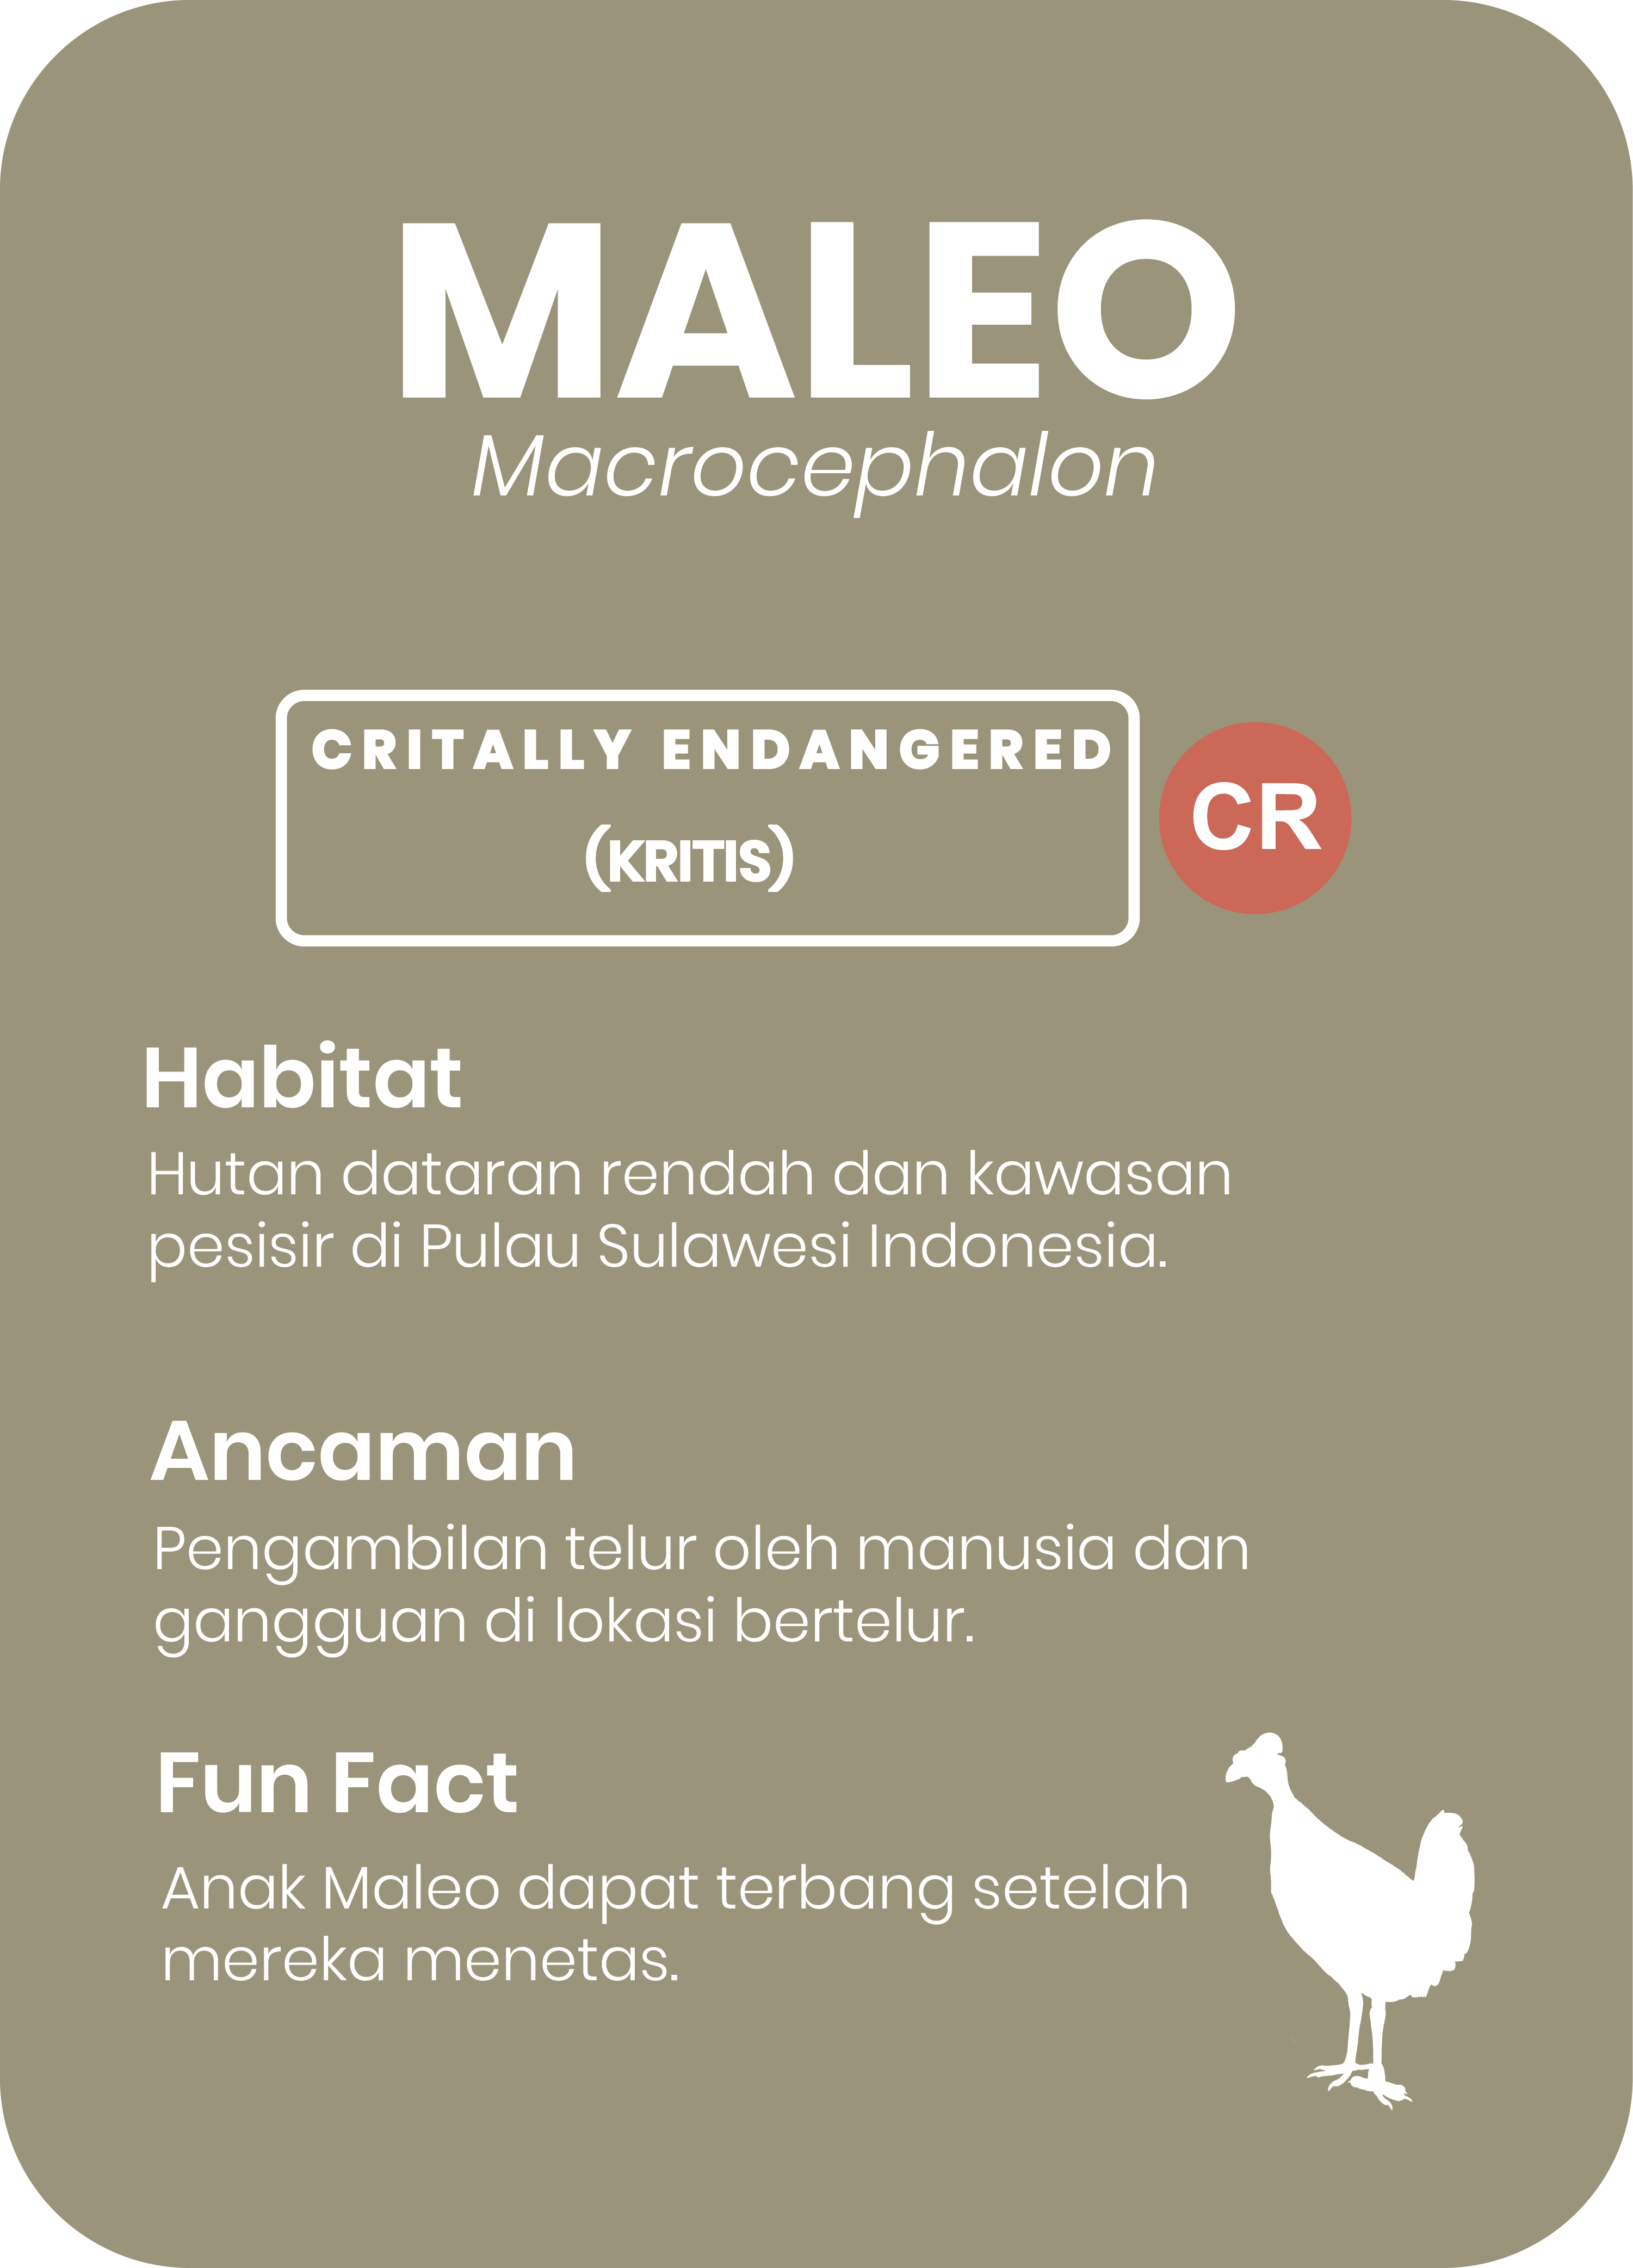 MALEO
Macrocephalon
CRITALLY ENDANGERED
(KRITIS)
CR
Habitat
Hutan dataran rendah dan kawasan
pesisir di Pulau Sulawesi Indonesia.
Ancaman
Pengambilan telur oleh manusia dan
gangguan di lokasi bertelur.
Fun Fact
Anak Maleo dapat terbang setelah
mereka menetas.